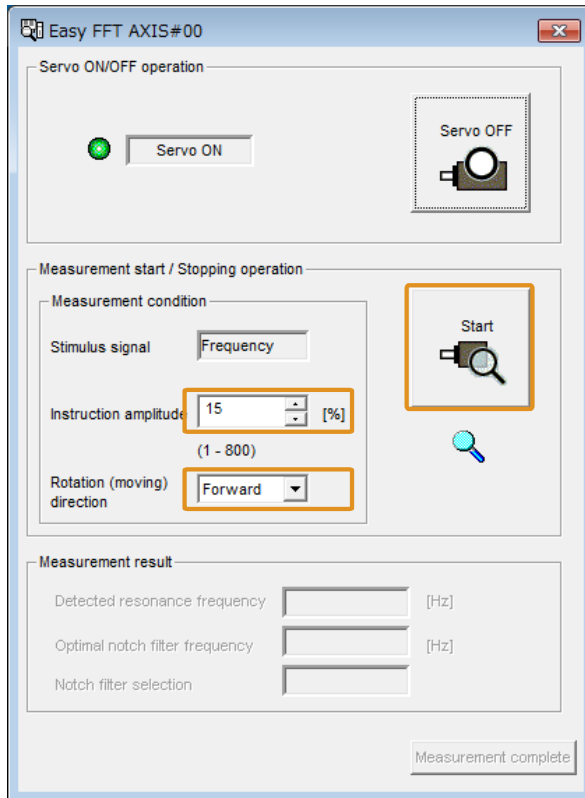 Easy FFT AXIS#00
Servo ON/OFF operation
Servo ON
Servo OFF
Measurement start / Stopping operation
Measurement condition
Stimulus signal
Frequency
Start
Instruction amplitude
15
[%]
(1 - 800)
Rotation (moving)
direction
Forward
Measurement result
Detected resonance frequency
[Hz]
Optimal notch filter frequency
[Hz]
Notch filter selection
Measurement complete